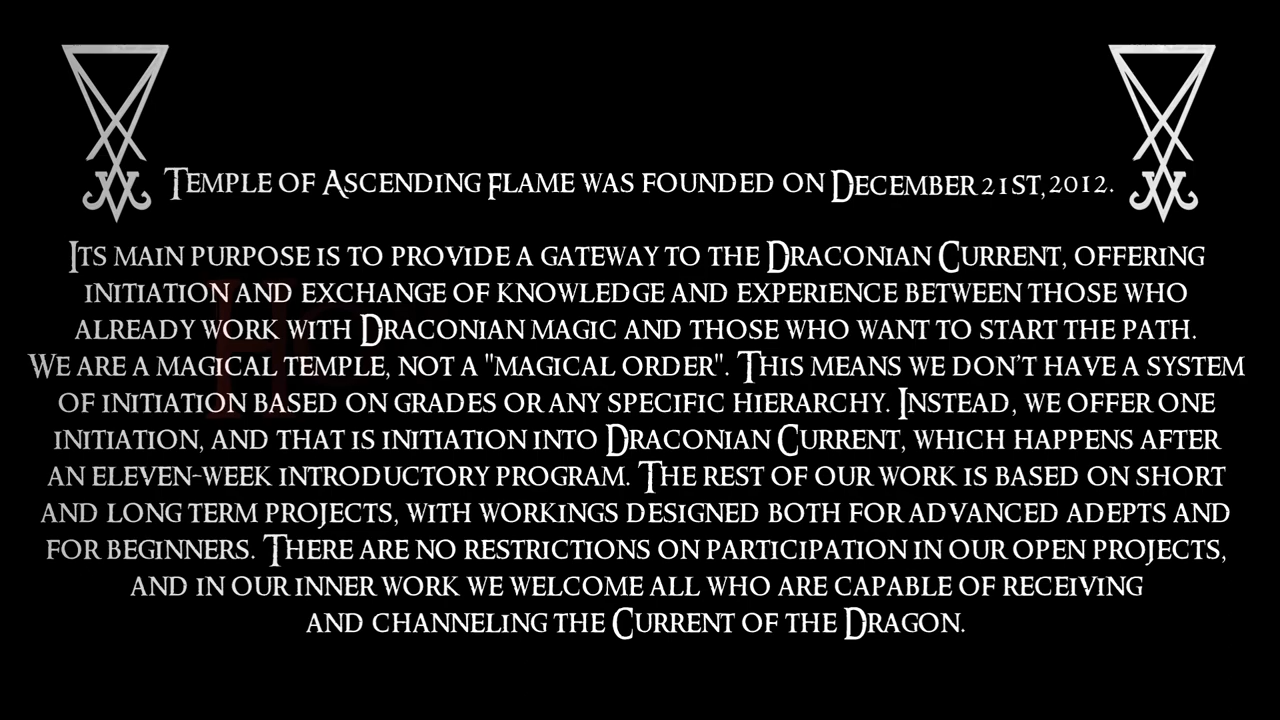 Temple of Ascending Flame was founded on December 21st, 2012.
Its main purpose is to provide a gateway to the Draconian Current, offering
initiation and exchange of knowledge and experience between those who
already work with Draconian magic and those who want to start the path.
We are a magical temple, not a "magical order". This means we don't have a system
of initiation based on grades or any specific hierarchy. Instead, we offer one
initiation, and that is initiation into Draconian Current, which happens after
an eleven-week introductory program. The rest of our work is based on short
and long term projects, with workings designed both for advanced adepts and
for beginners. There are no restrictions on participation in our open projects,
and in our inner work we welcome all who are capable of receiving
and channeling the Current of the Dragon.